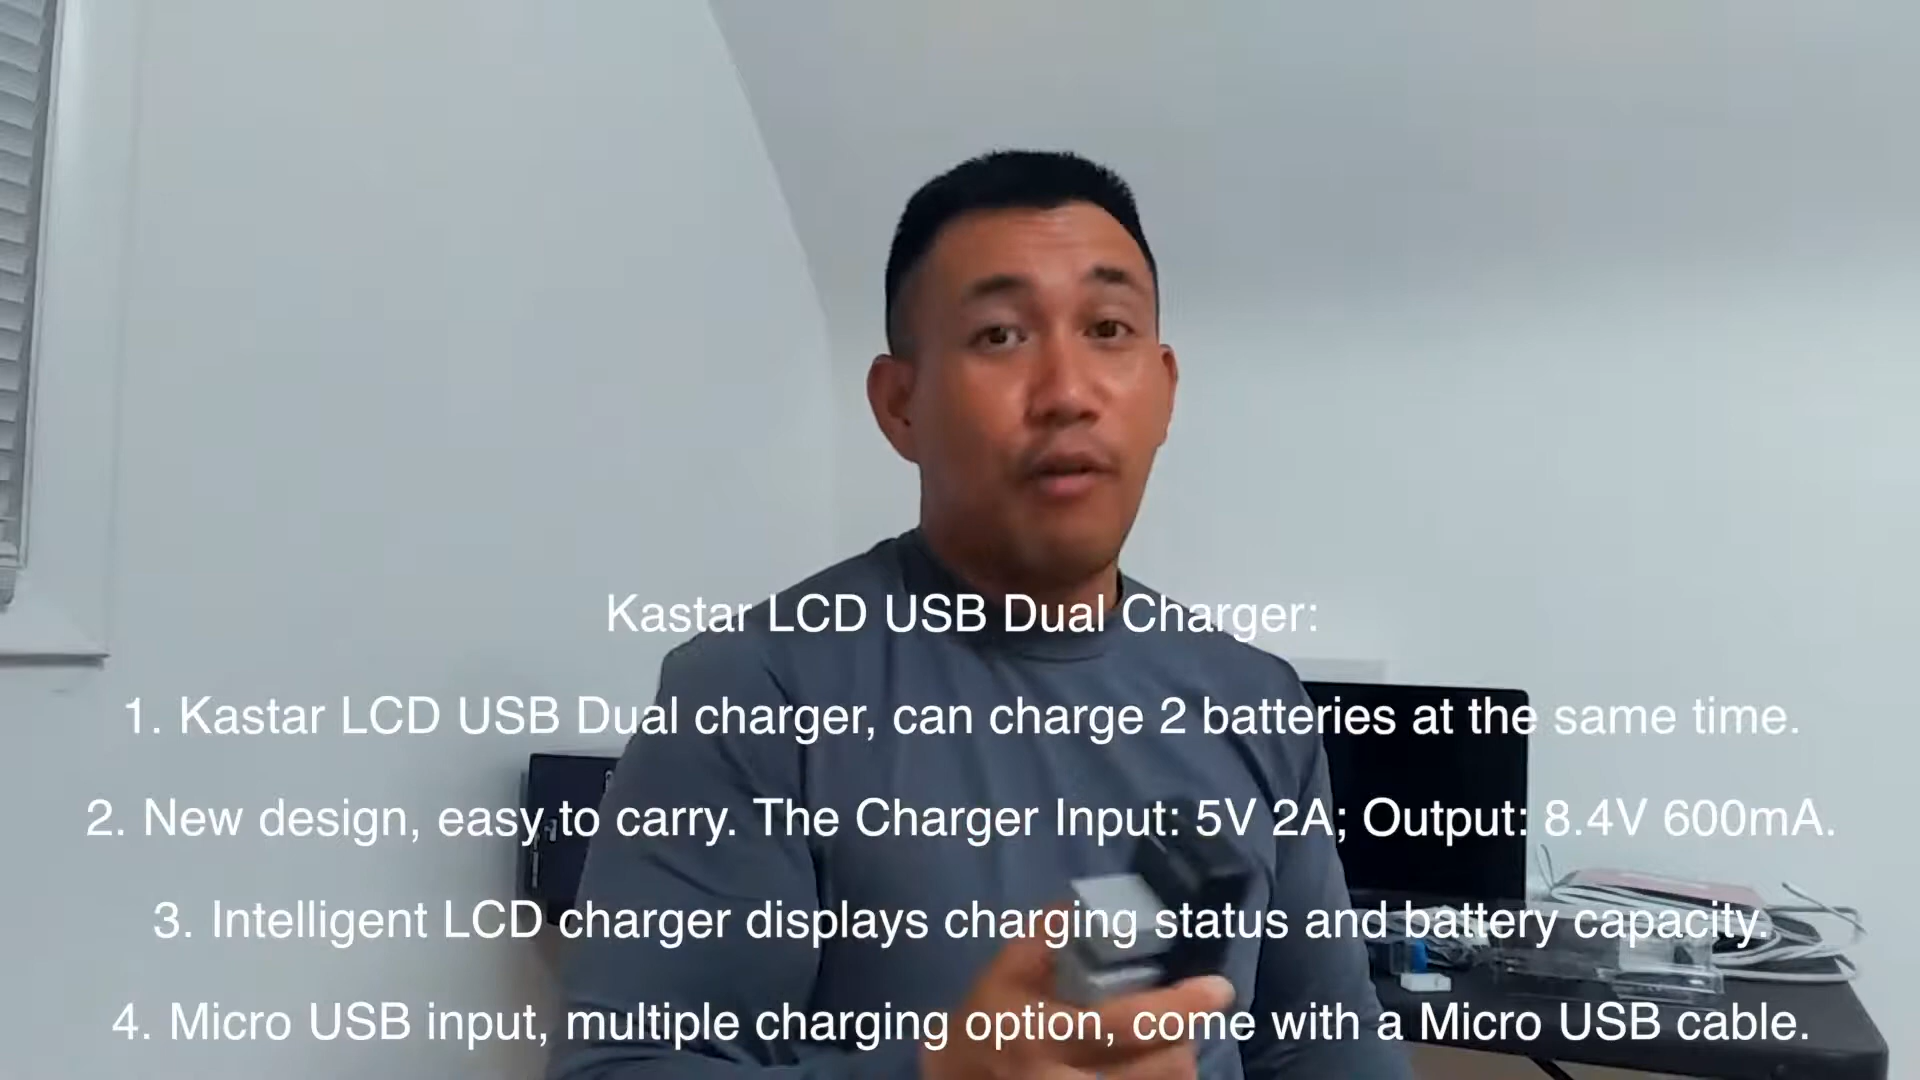 Kastar LCD USB Dual Charger:
1. Kastar LCD USB Dual charger, can charge 2 batteries at the same time.
2. New design, easy to carry. The Charger Input: 5V 2A; Output: 8.4V 600mA.
3. Intelligent LCD charger displays charging status and battery capacity.
4. Micro USB input, multiple charging option, come with a Micro USB cable.